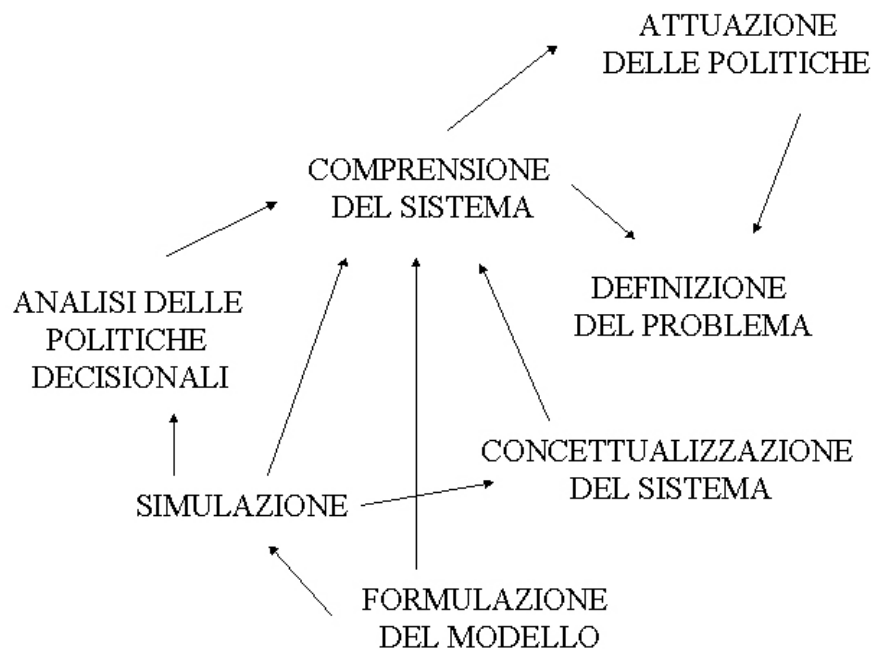 ATTUAZIONE
DELLE POLITICHE
COMPRENSIONE
DEL SISTEMA
ANALISI DELLE
POLITICHE
DECISIONALI
DEFINIZIONE
DEL PROBLEMA
CONCETTUALIZZAZIONE
DEL SISTEMA
SIMULAZIONE
FORMULAZIONE
DEL MODELLO